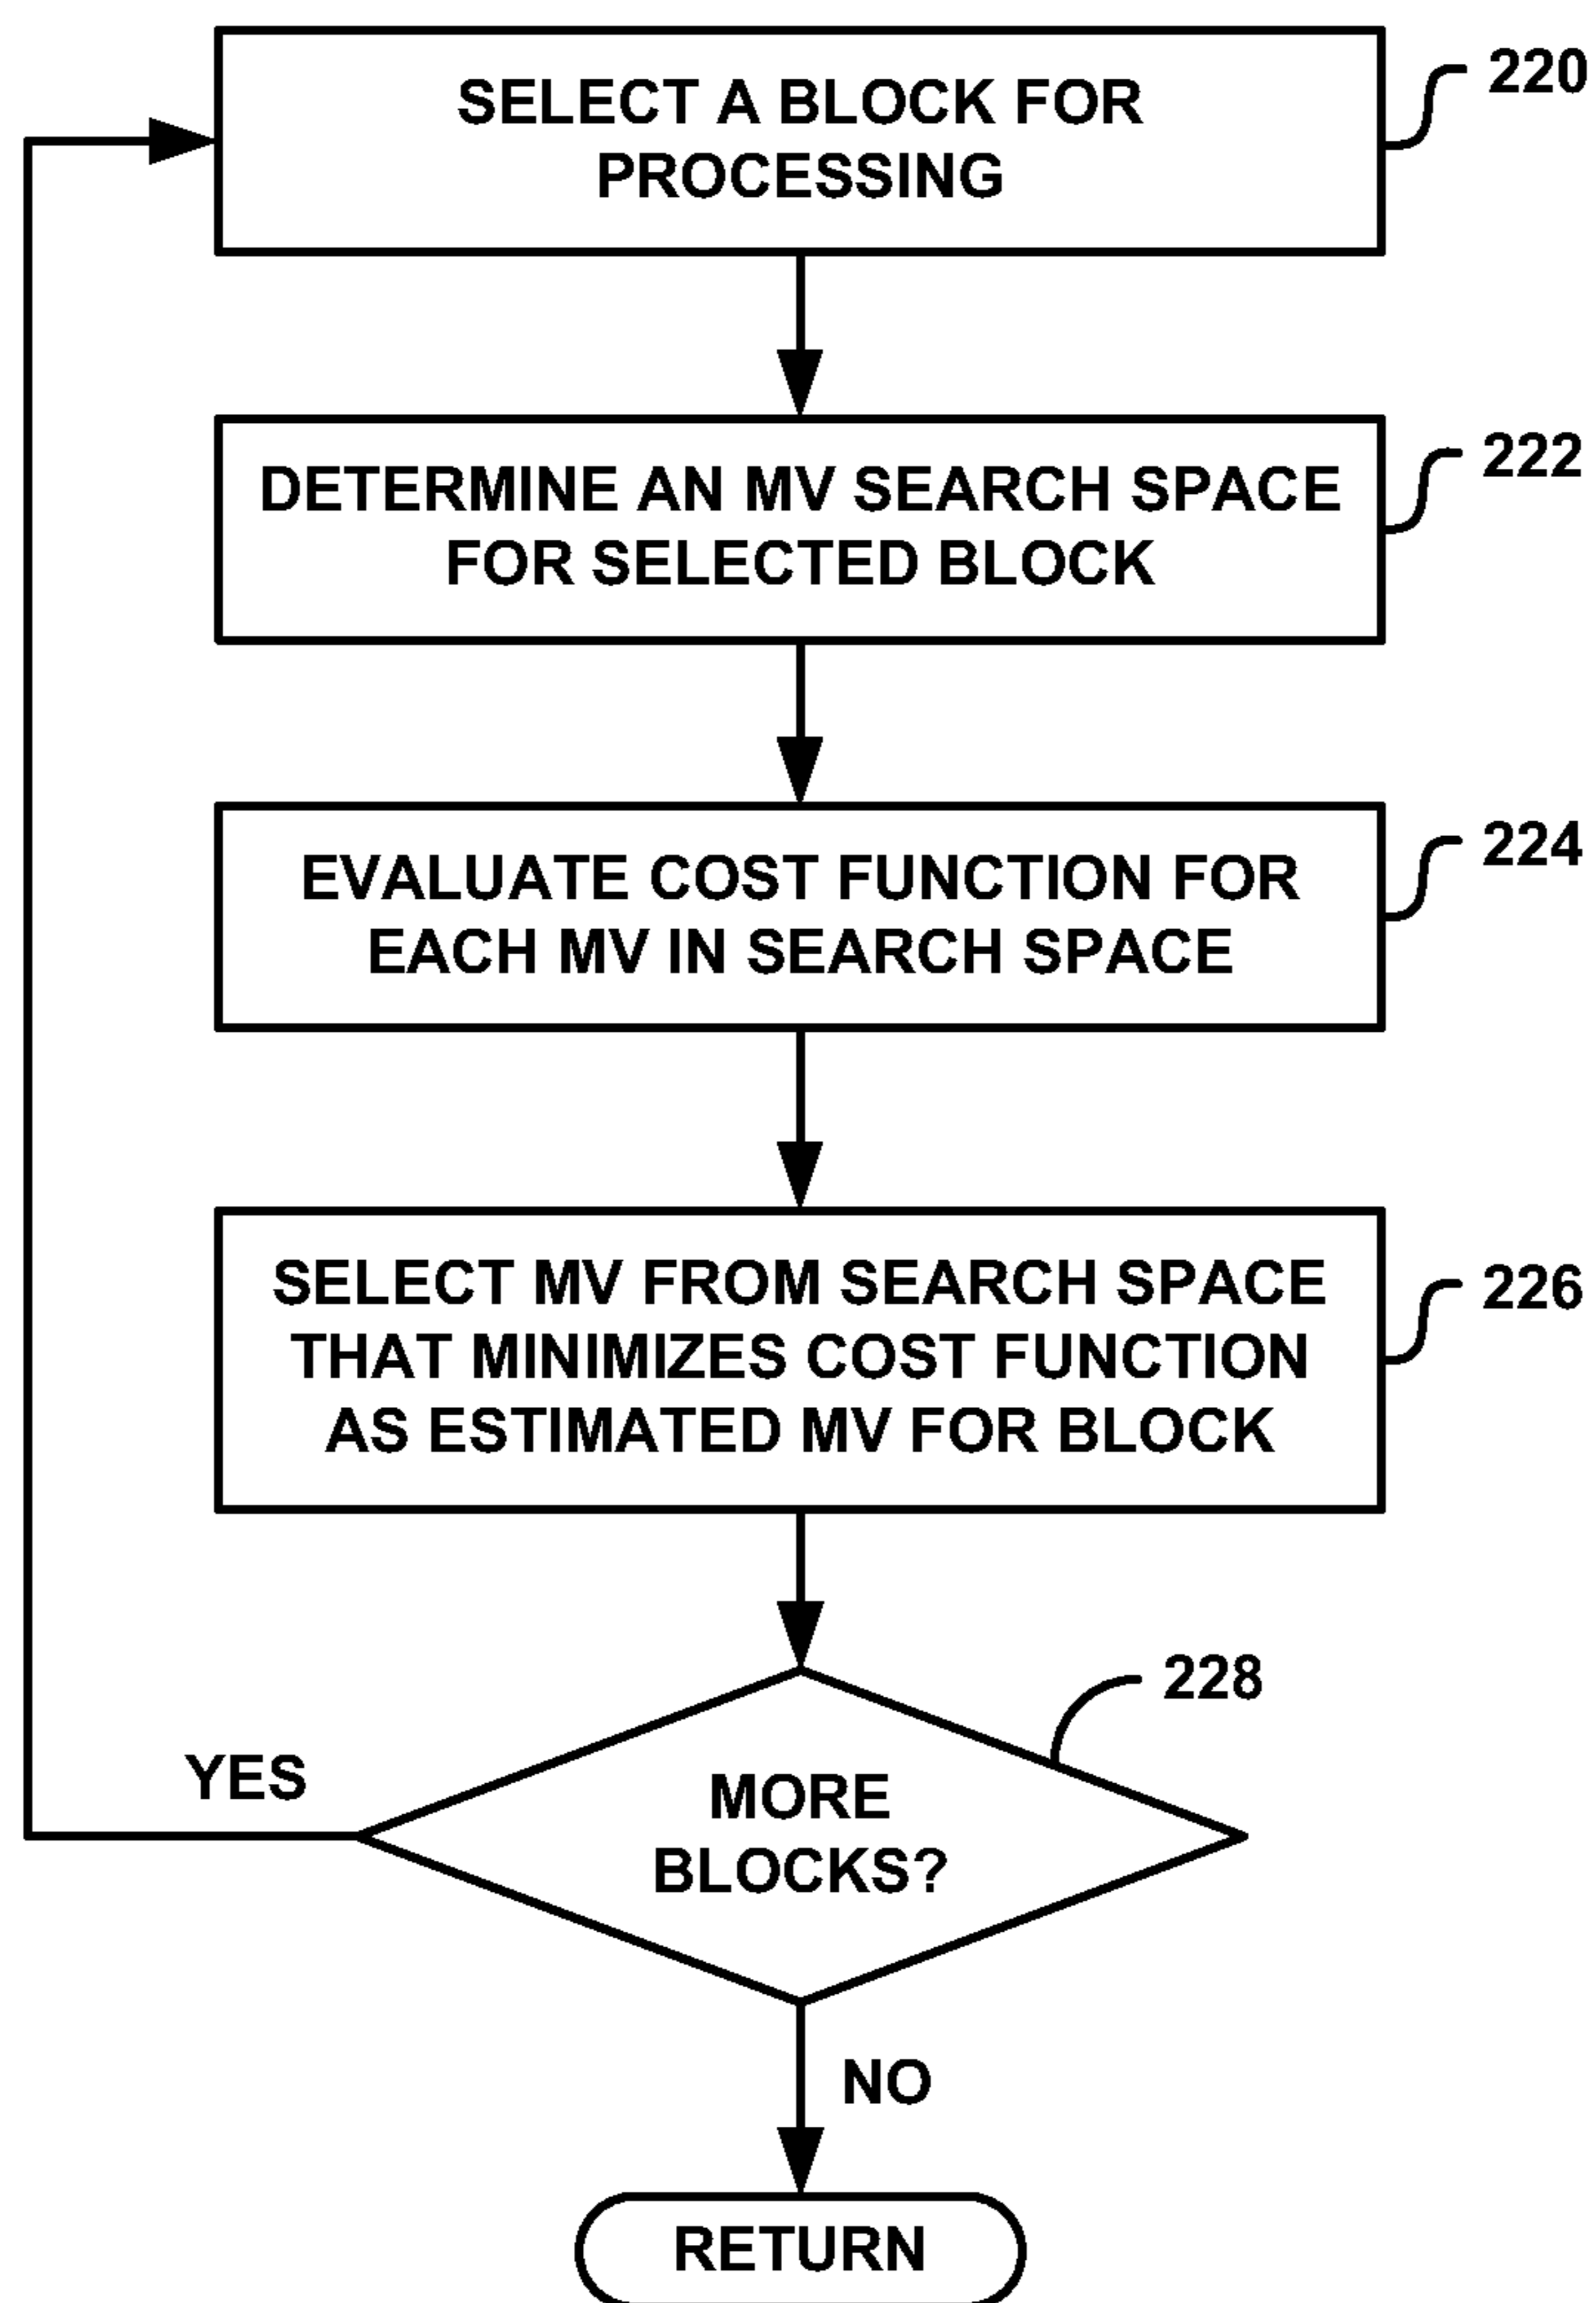 SELECT A BLOCK FOR
PROCESSING
220
DETERMINE AN MV SEARCH SPACE
FOR SELECTED BLOCK
222
EVALUATE COST FUNCTION FOR
EACH MV IN SEARCH SPACE
224
SELECT MV FROM SEARCH SPACE
THAT MINIMIZES COST FUNCTION
AS ESTIMATED MV FOR BLOCK
226
228
YES
MORE
BLOCKS?
NO
RETURN